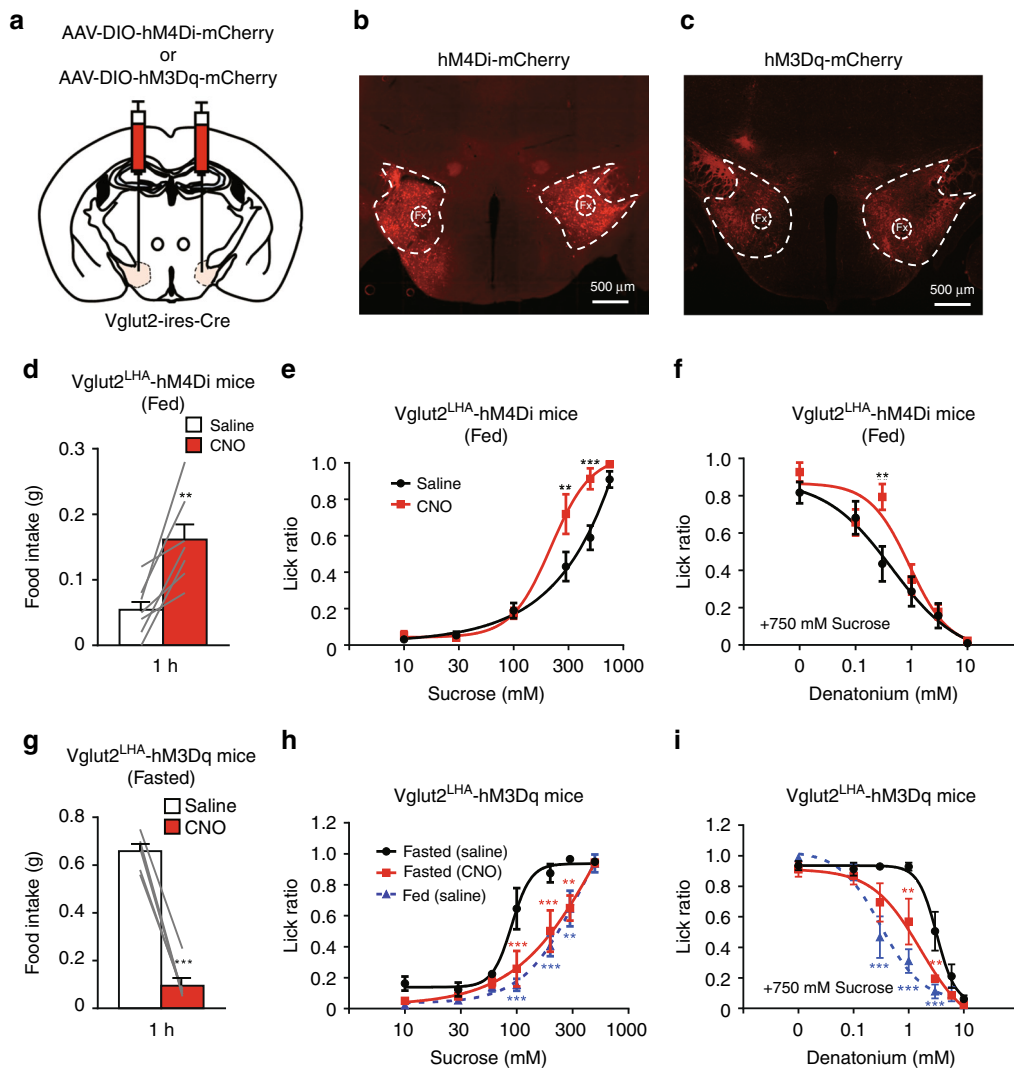 a
AAV-DIO-hM4Di-mCherry
or
AAV-DIO-hM3Dq-mCherry
Vglut2-ires-Cre
b
hM4Di-mCherry
Fx
Fx
500 μm
c
hM3Dq-mCherry
Fx
Fx
500 μm
d
Vglut2LHA-hM4Di mice
(Fed)
Saline
CNO
Food intake (g)
0.3
0.2
0.1
0
**
1 h
e
Vglut2LHA-hM4Di mice
(Fed)
Saline
CNO
Lick ratio
1.0
0.8
0.6
0.4
0.2
0
** ***
10 30 100 300 1000
Sucrose (mM)
f
Vglut2LHA-hM4Di mice
(Fed)
Lick ratio
1.0
0.8
0.6
0.4
0.2
0
**
+750 mM Sucrose
0 0.1 1 10
Denatonium (mM)
g
Vglut2LHA-hM3Dq mice
(Fasted)
Saline
CNO
Food intake (g)
0.8
0.6
0.4
0.2
0
***
1 h
h
Vglut2LHA-hM3Dq mice
Fasted (saline)
Fasted (CNO)
Fed (saline)
Lick ratio
1.2
1.0
0.8
0.6
0.4
0.2
0
*** *** **
*** *** **
10 30 100 300 1000
Sucrose (mM)
i
Vglut2LHA-hM3Dq mice
Lick ratio
1.2
1.0
0.8
0.6
0.4
0.2
0
** **
*** *** ***
+750 mM Sucrose
0 0.1 1 10
Denatonium (mM)